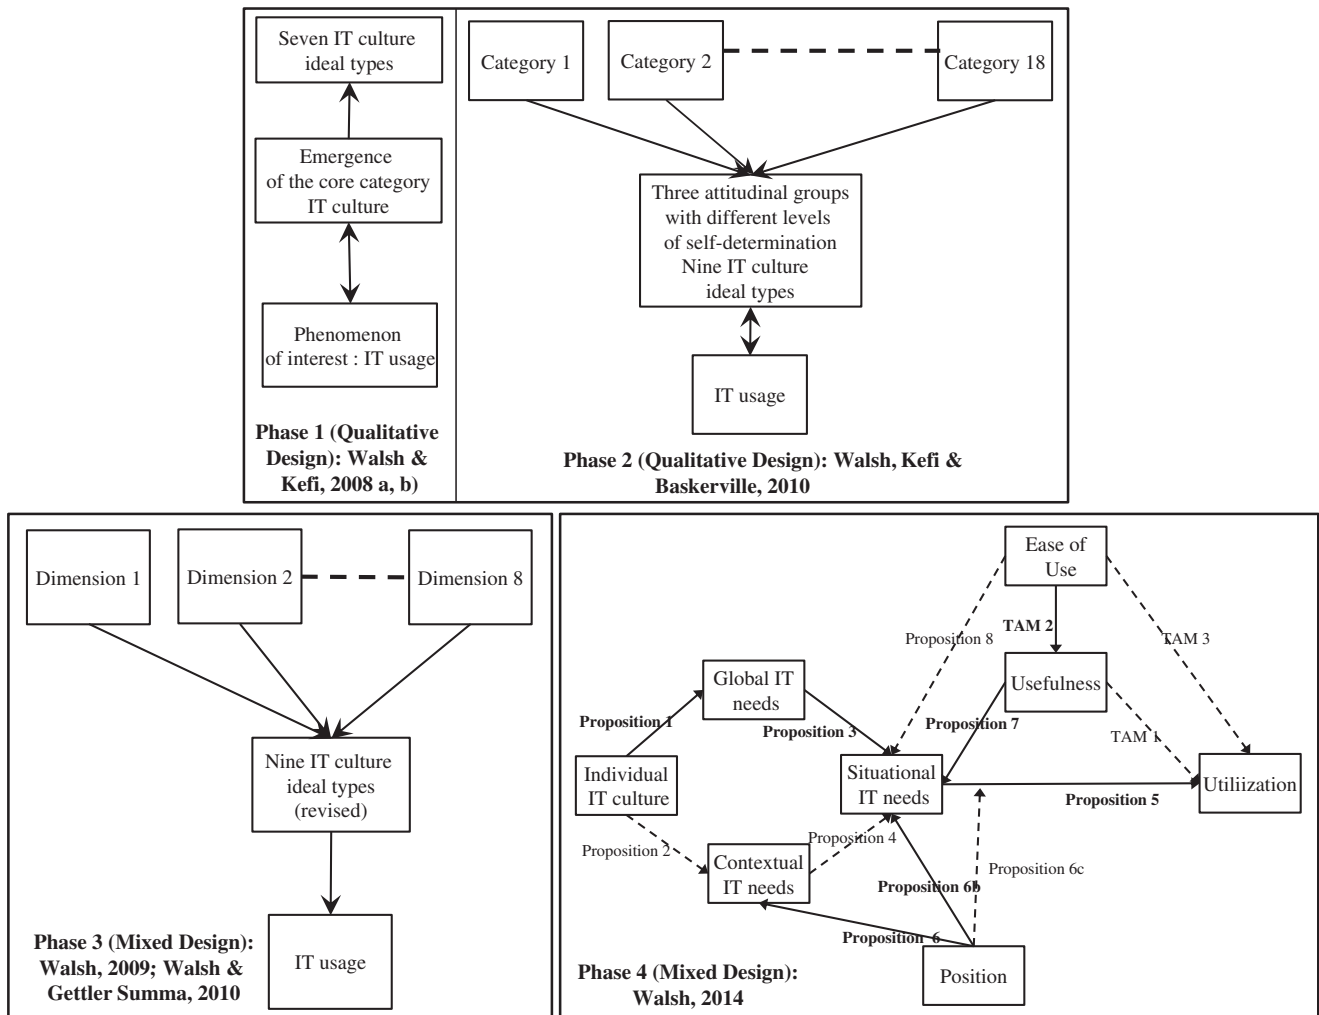 Seven IT culture
ideal types
Emergence
of the core category
IT culture
Phenomenon
of interest : IT usage
Phase 1 (Qualitative
Design): Walsh &
Kefi, 2008 a, b)
Category 1
Category 2
Category 18
Three attitudinal groups
with different levels
of self-determination
Nine IT culture
ideal types
IT usage
Phase 2 (Qualitative Design): Walsh, Kefi &
Baskerville, 2010
Dimension 1
Dimension 2
Dimension 8
Nine IT culture
ideal types
(revised)
IT usage
Phase 3 (Mixed Design):
Walsh, 2009; Walsh &
Gettler Summa, 2010
Ease of
Use
TAM 2
Proposition 8
TAM 3
Usefulness
Global IT
needs
Proposition 1
Proposition 3
Proposition 7
TAM 1
Individual
IT culture
Situational
IT needs
Utiliization
Proposition 5
Proposition 2
Proposition 4
Contextual
IT needs
Proposition 6b
Proposition 6c
Proposition 6
Position
Phase 4 (Mixed Design):
Walsh, 2014